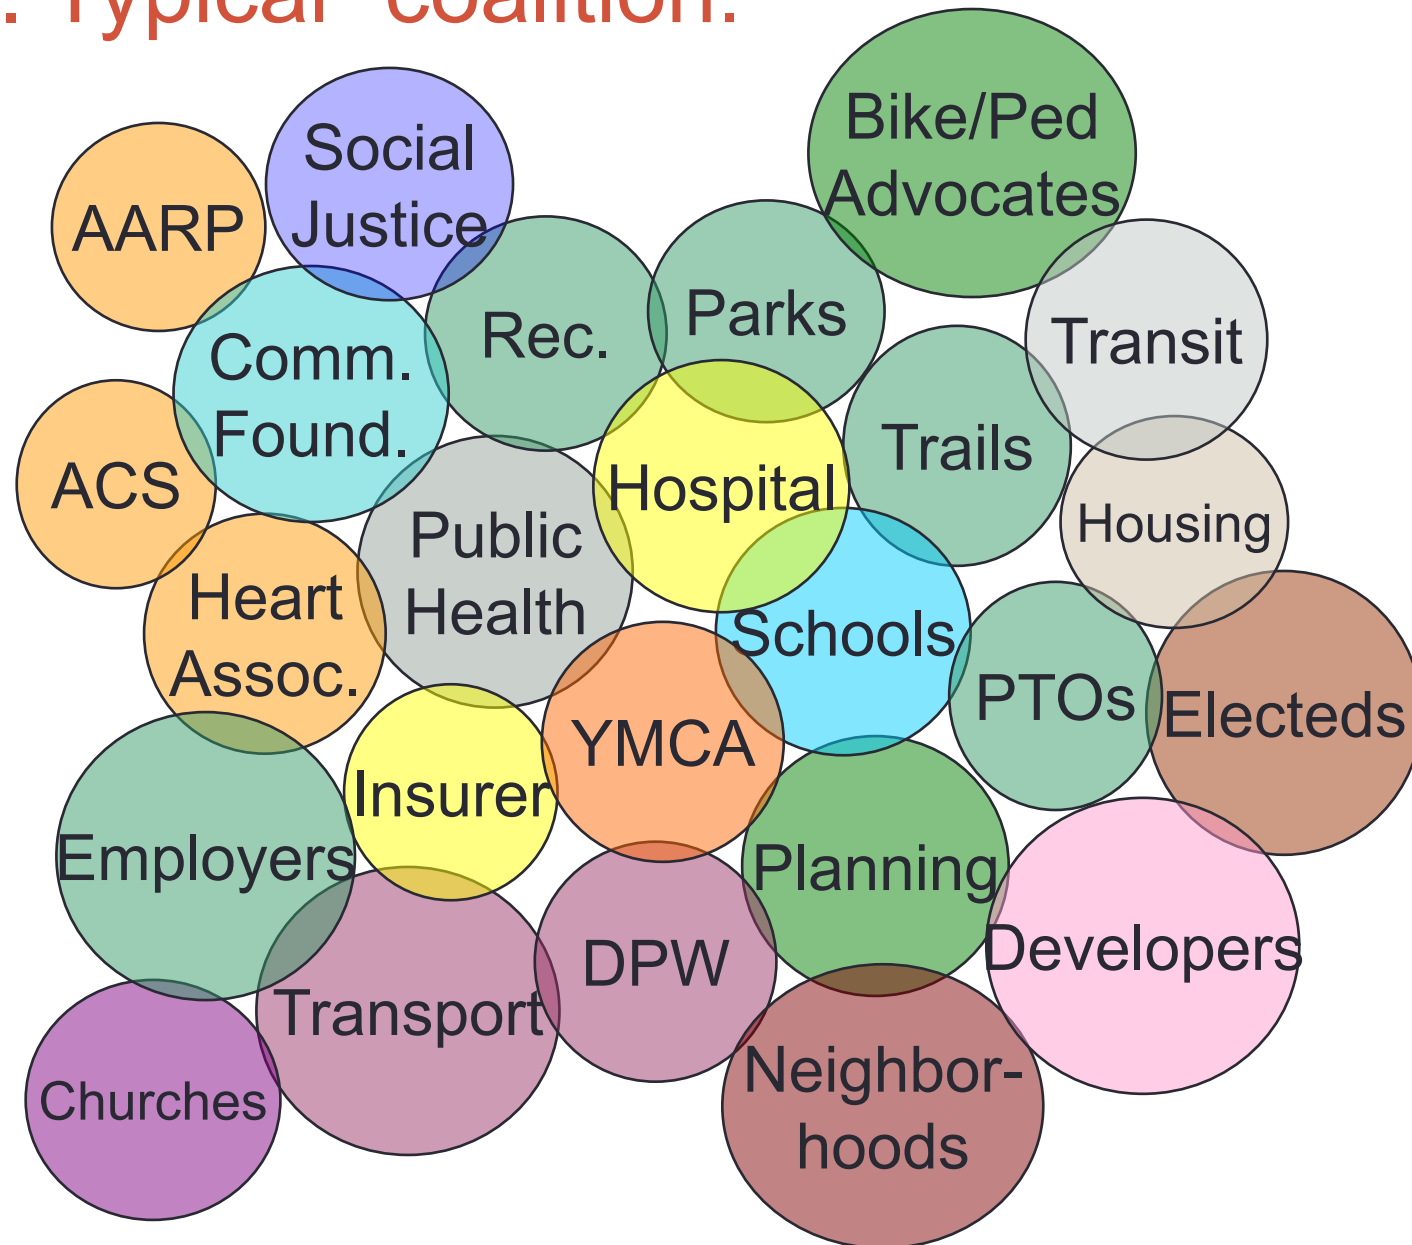 . Typical coalition.
Social
Justice
Bike/Ped
Advocates
AARP
Rec.
Parks
Transit
Comm.
Found.
ACS
Public
Health
Hospital
Trails
Housing
Heart
Assoc.
Schools
PTOs
Electeds
YMCA
Insurer
Employers
Planning
Developers
DPW
Transport
Churches
Neighbor-
hoods